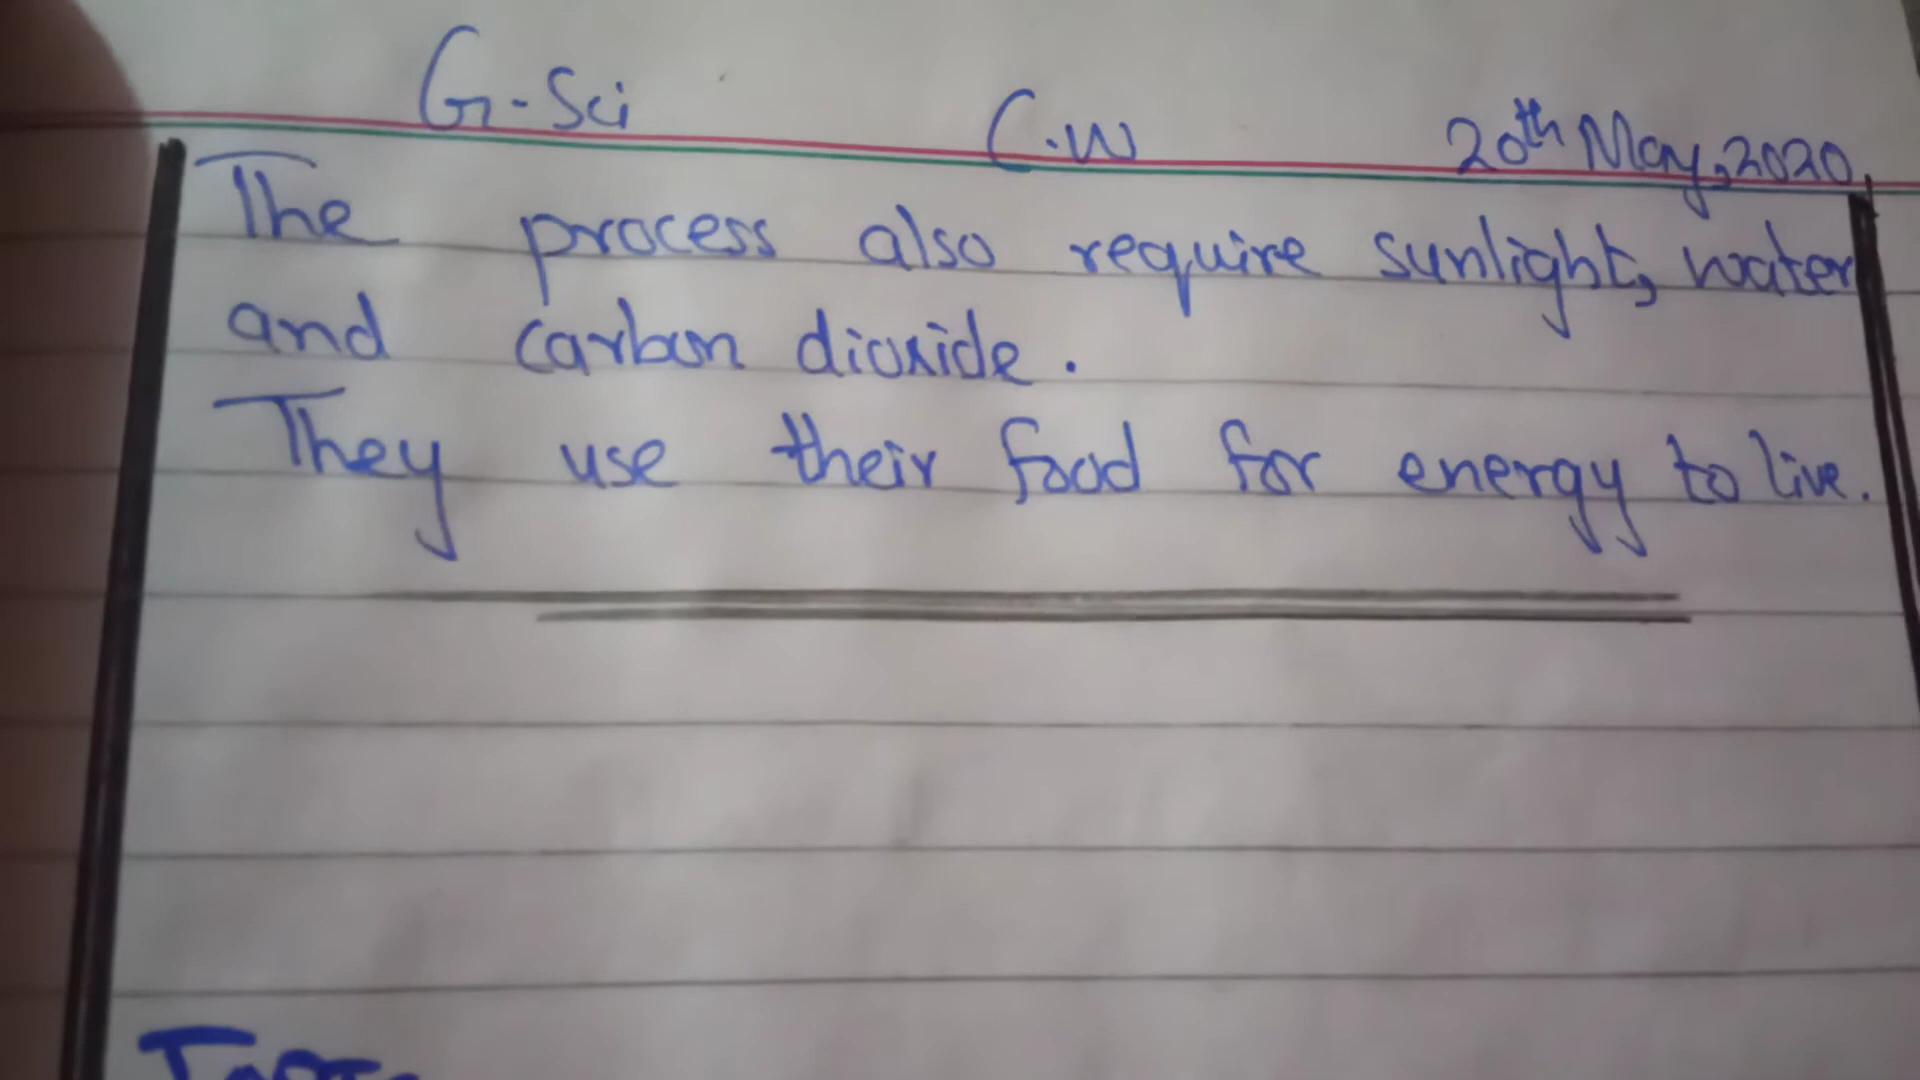 G-Sci C.W 20th May, 2020
The process also require sunlight, water
and carbon dioxide.
They use their food for energy to live.